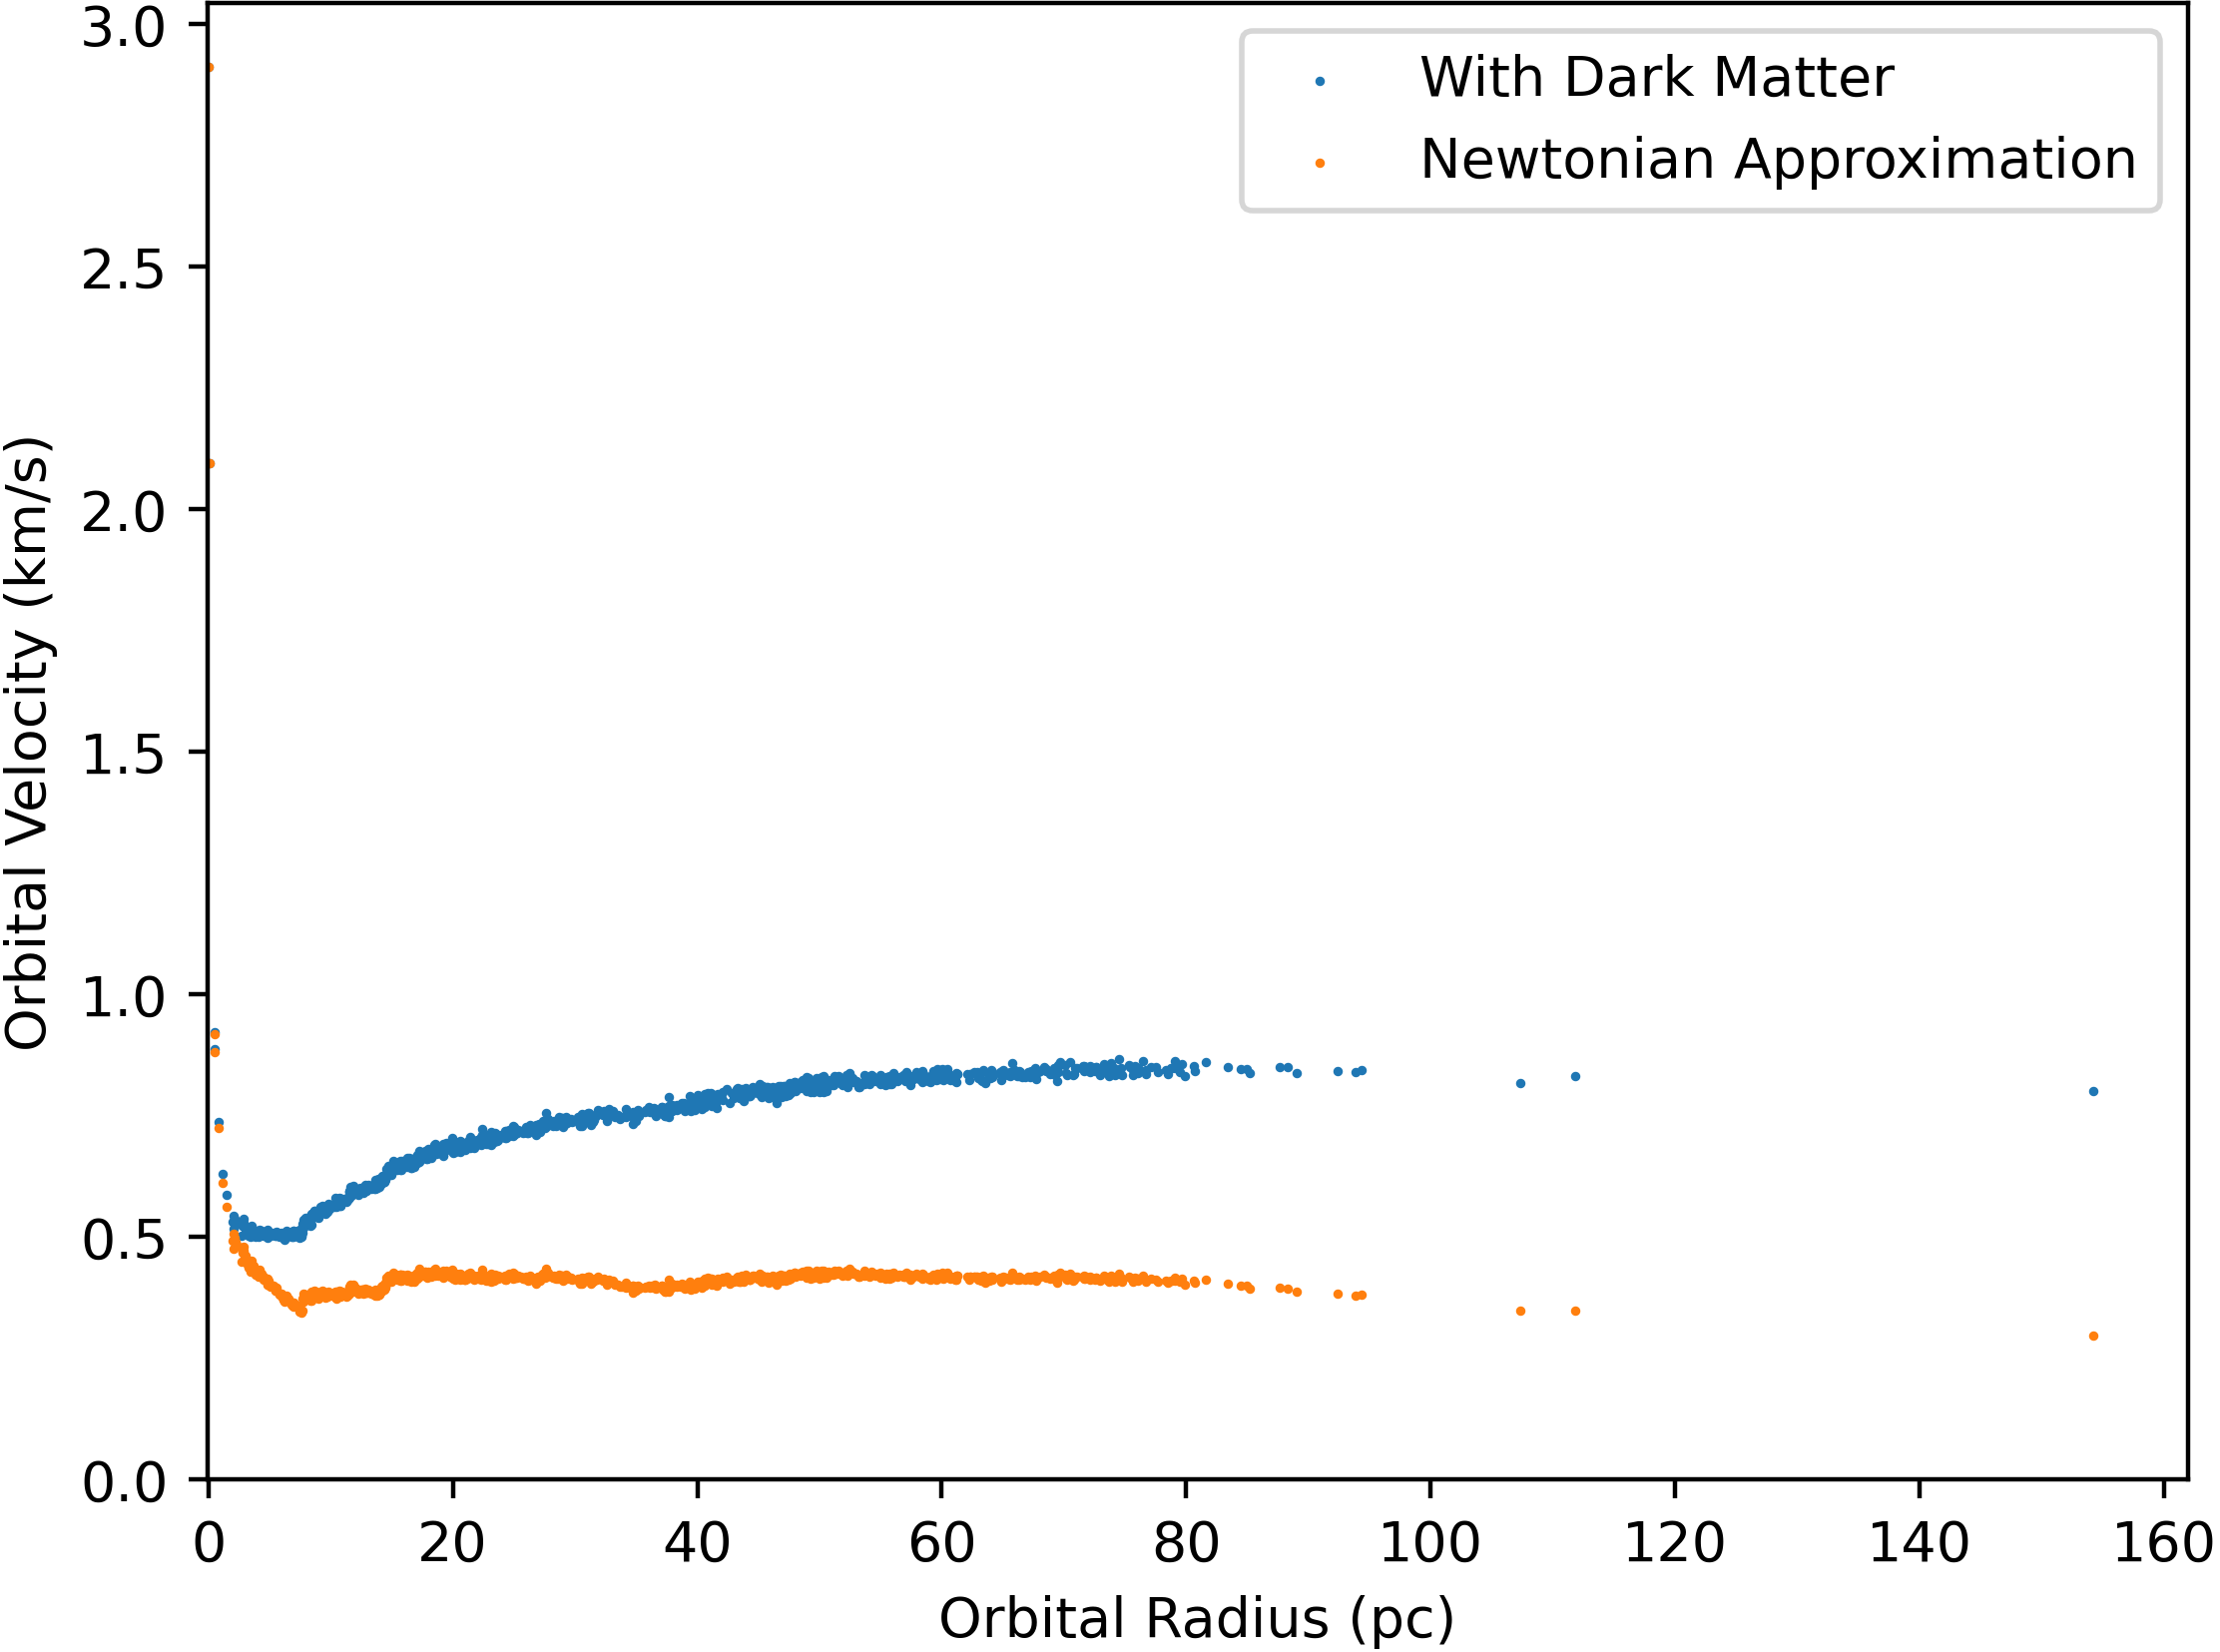 3.0
2.5
2.0
1.5
1.0
0.5
0.0
Orbital Velocity (km/s)
With Dark Matter
Newtonian Approximation
0 20 40 60 80 100 120 140 160
Orbital Radius (pc)